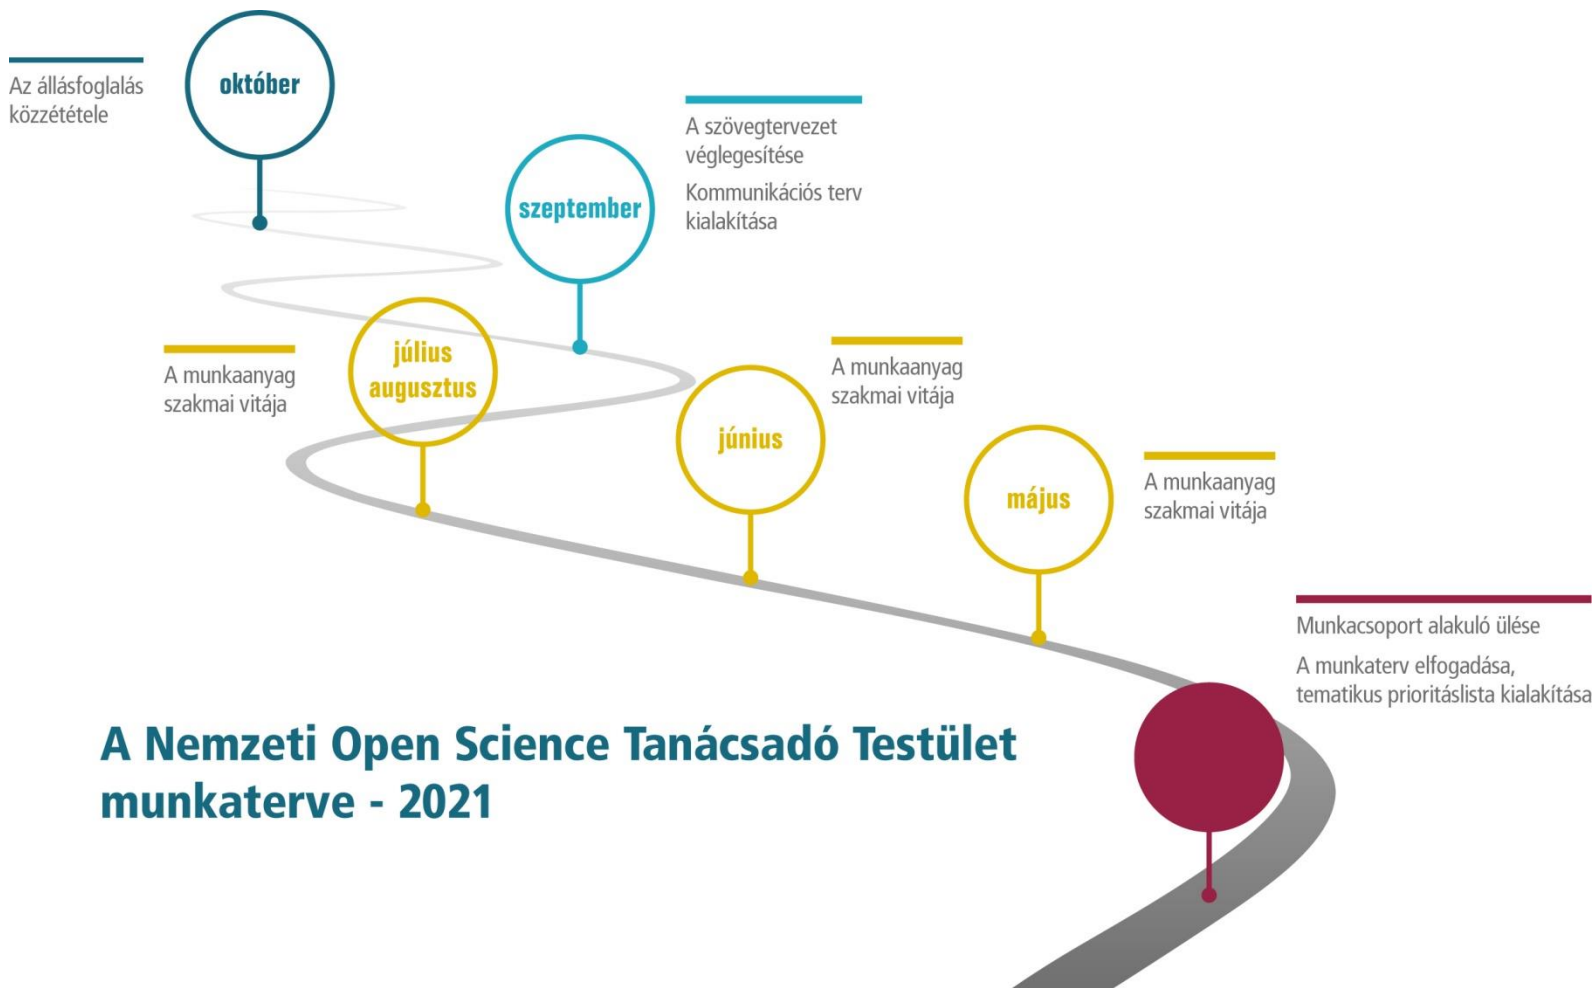 október
Az állásfoglalás
közzététele
szeptember
A szövegtervezet
véglegesítése
Kommunikációs terv
kialakítása
július
augusztus
A munkaanyag
szakmai vitája
június
A munkaanyag
szakmai vitája
május
A munkaanyag
szakmai vitája
Munkacsoport alakuló ülése
A munkaterv elfogadása,
tematikus prioritáslista kialakítása
A Nemzeti Open Science Tanácsadó Testület
munkaterve - 2021